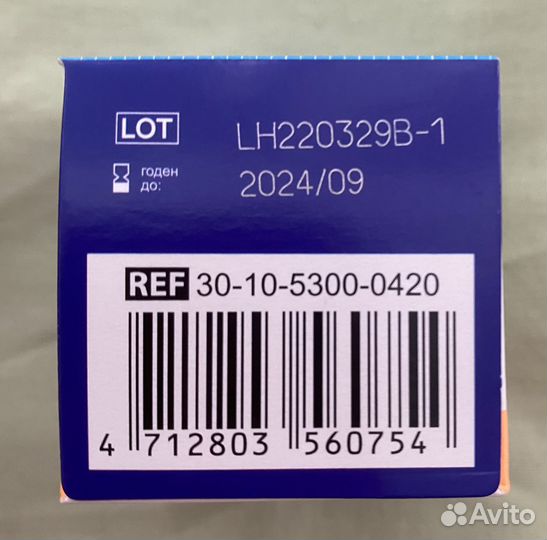 LOT LH220329B-1
годен
до: 2024/09
REF 30-10-5300-0420
4 712803 560754
Avito